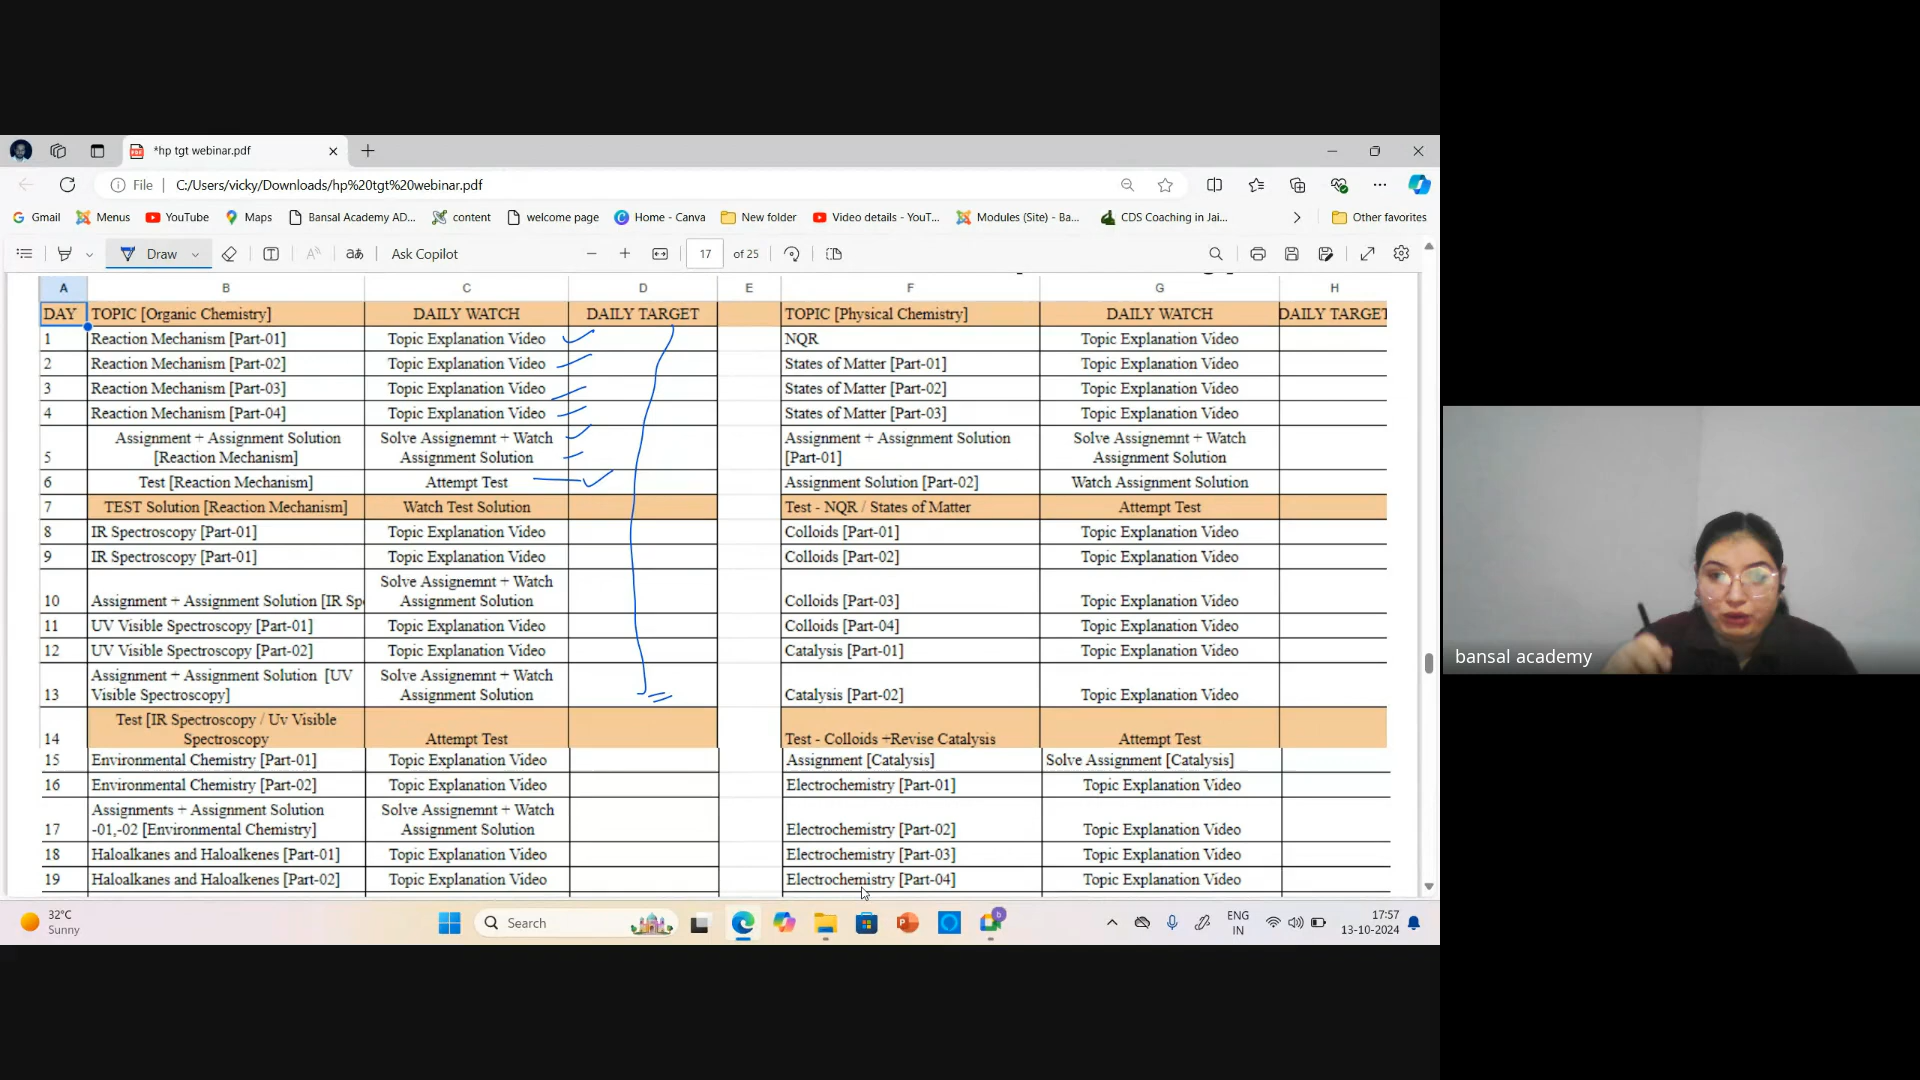 *hp tgt webinar.pdf
File | C:/Users/vicky/Downloads/hp%20tgt%20webinar.pdf
Gmail Menus YouTube Maps Bansal Academy AD... content welcome page Home - Canva New folder Video details - YouT... Modules (Site) - Ba... CDS Coaching in Jai... Other favorites
Draw Ask Copilot 17 of 25
A B C D E F G H
DAY TOPIC [Organic Chemistry] DAILY WATCH DAILY TARGET TOPIC [Physical Chemistry] DAILY WATCH DAILY TARGET
1 Reaction Mechanism [Part-01] Topic Explanation Video NQR Topic Explanation Video
2 Reaction Mechanism [Part-02] Topic Explanation Video States of Matter [Part-01] Topic Explanation Video
3 Reaction Mechanism [Part-03] Topic Explanation Video States of Matter [Part-02] Topic Explanation Video
4 Reaction Mechanism [Part-04] Topic Explanation Video States of Matter [Part-03] Topic Explanation Video
Assignment + Assignment Solution Solve Assignemnt + Watch Assignment + Assignment Solution Solve Assignemnt + Watch
5 [Reaction Mechanism] Assignment Solution [Part-01] Assignment Solution
6 Test [Reaction Mechanism] Attempt Test Assignment Solution [Part-02] Watch Assignment Solution
7 TEST Solution [Reaction Mechanism] Watch Test Solution Test - NQR / States of Matter Attempt Test
8 IR Spectroscopy [Part-01] Topic Explanation Video Colloids [Part-01] Topic Explanation Video
9 IR Spectroscopy [Part-01] Topic Explanation Video Colloids [Part-02] Topic Explanation Video
Solve Assignemnt + Watch
10 Assignment + Assignment Solution [IR Sp Assignment Solution Colloids [Part-03] Topic Explanation Video
11 UV Visible Spectroscopy [Part-01] Topic Explanation Video Colloids [Part-04] Topic Explanation Video
12 UV Visible Spectroscopy [Part-02] Topic Explanation Video Catalysis [Part-01] Topic Explanation Video
Assignment + Assignment Solution [UV Solve Assignemnt + Watch
13 Visible Spectroscopy] Assignment Solution Catalysis [Part-02] Topic Explanation Video
Test [IR Spectroscopy / Uv Visible
14 Spectroscopy Attempt Test Test - Colloids +Revise Catalysis Attempt Test
15 Environmental Chemistry [Part-01] Topic Explanation Video Assignment [Catalysis] Solve Assignment [Catalysis]
16 Environmental Chemistry [Part-02] Topic Explanation Video Electrochemistry [Part-01] Topic Explanation Video
Assignments + Assignment Solution Solve Assignemnt + Watch
17 -01,-02 [Environmental Chemistry] Assignment Solution Electrochemistry [Part-02] Topic Explanation Video
18 Haloalkanes and Haloalkenes [Part-01] Topic Explanation Video Electrochemistry [Part-03] Topic Explanation Video
19 Haloalkanes and Haloalkenes [Part-02] Topic Explanation Video Electrochemistry [Part-04] Topic Explanation Video
bansal academy
32°C
Sunny
Search
ENG
IN
17:57
13-10-2024